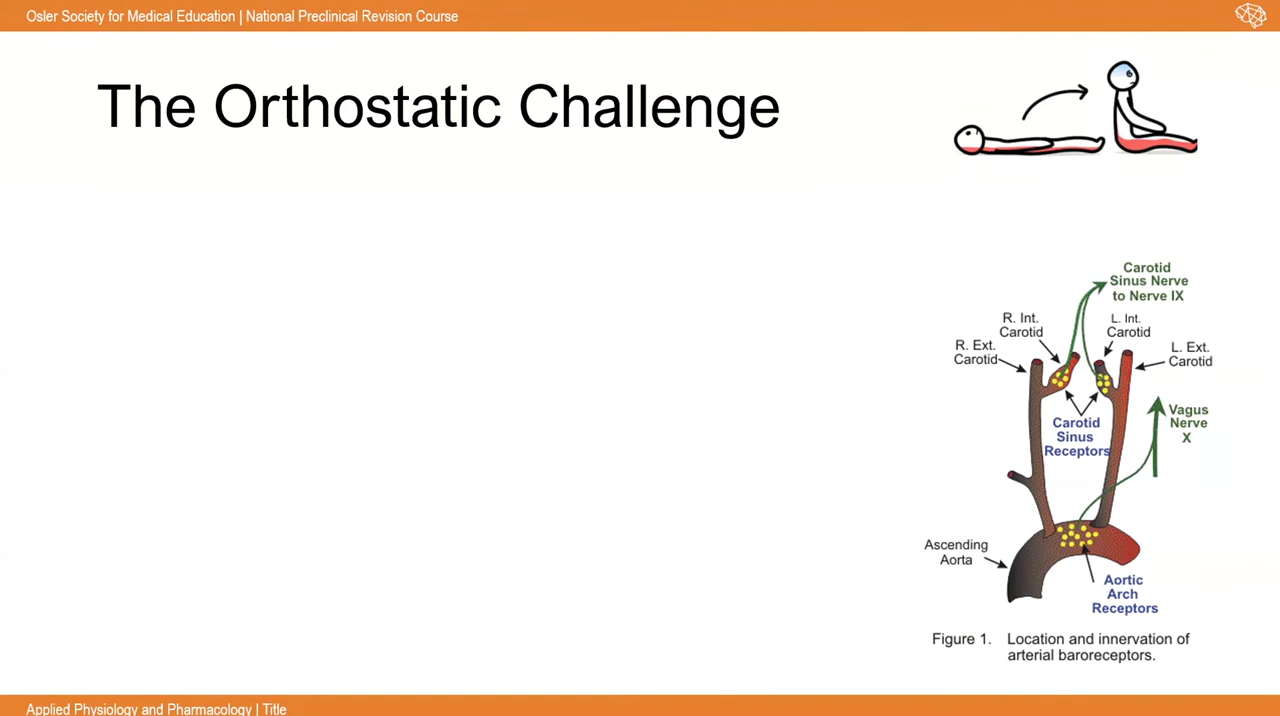 Osler Society for Medical Education | National Preclinical Revision Course
The Orthostatic Challenge
Carotid
Sinus Nerve
to Nerve IX
R. Int.
Carotid
L. Int.
Carotid
R. Ext.
Carotid
L. Ext.
Carotid
Vagus
Nerve
X
Carotid
Sinus
Receptors
Ascending
Aorta
Aortic
Arch
Receptors
Figure 1. Location and innervation of
arterial baroreceptors.
Applied Physiology and Pharmacology | Title